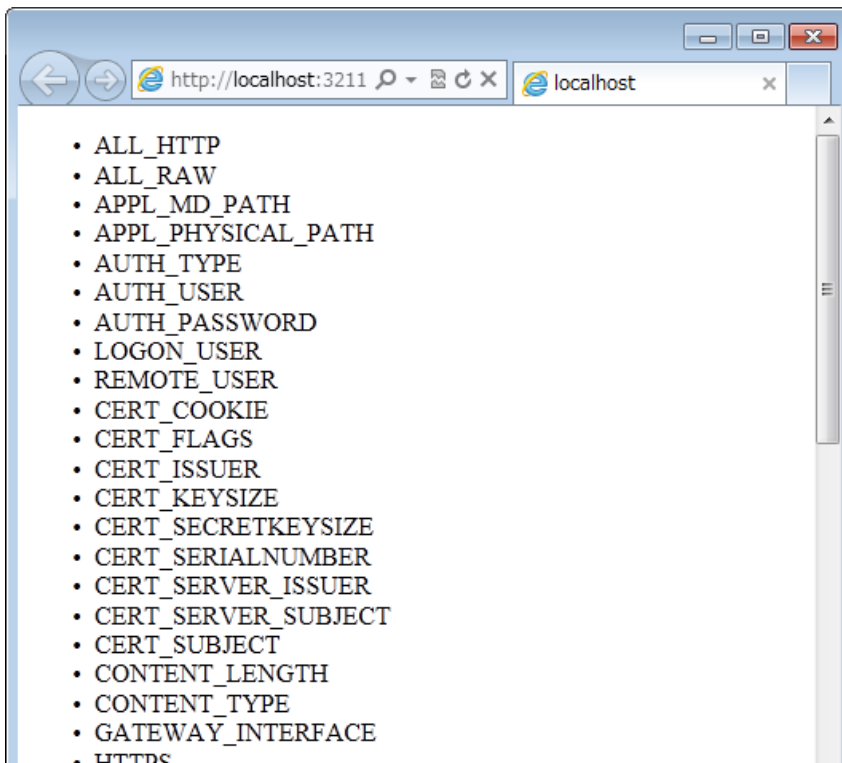 http://localhost:3211
localhost
• ALL_HTTP
• ALL_RAW
• APPL_MD_PATH
• APPL_PHYSICAL_PATH
• AUTH_TYPE
• AUTH_USER
• AUTH_PASSWORD
• LOGON_USER
• REMOTE_USER
• CERT_COOKIE
• CERT_FLAGS
• CERT_ISSUER
• CERT_KEYSIZE
• CERT_SECRETKEYSIZE
• CERT_SERIALNUMBER
• CERT_SERVER_ISSUER
• CERT_SERVER_SUBJECT
• CERT_SUBJECT
• CONTENT_LENGTH
• CONTENT_TYPE
• GATEWAY_INTERFACE
• HTTPS